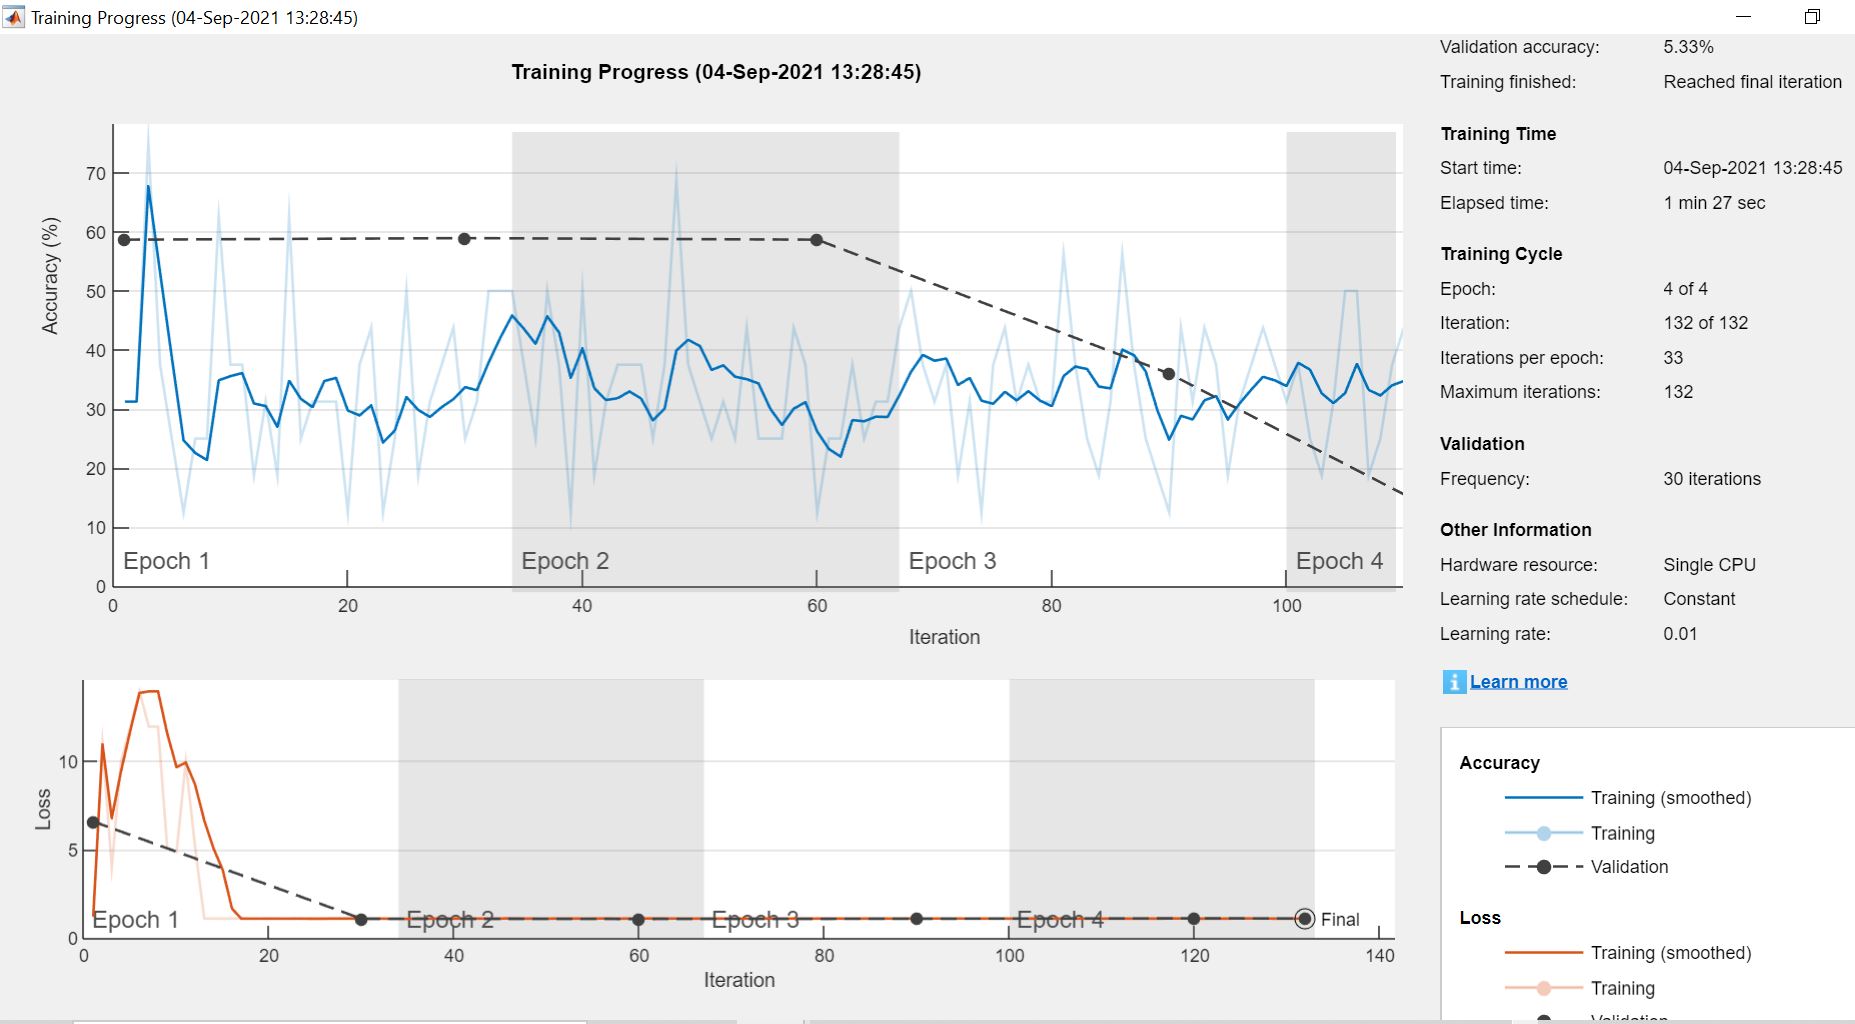 Training Progress (04-Sep-2021 13:28:45)
Training Progress (04-Sep-2021 13:28:45)
Accuracy (%)
70
60
50
40
30
20
10
0
Epoch 1
Epoch 2
Epoch 3
Epoch 4
0 20 40 60 80 100
Iteration
Loss
10
5
0
Epoch 1
Epoch 2
Epoch 3
Epoch 4
Final
0 20 40 60 80 100 120 140
Iteration
Validation accuracy: 5.33%
Training finished: Reached final iteration
Training Time
Start time: 04-Sep-2021 13:28:45
Elapsed time: 1 min 27 sec
Training Cycle
Epoch: 4 of 4
Iteration: 132 of 132
Iterations per epoch: 33
Maximum iterations: 132
Validation
Frequency: 30 iterations
Other Information
Hardware resource: Single CPU
Learning rate schedule: Constant
Learning rate: 0.01
i Learn more
Accuracy
Training (smoothed)
Training
Validation
Loss
Training (smoothed)
Training
Validation